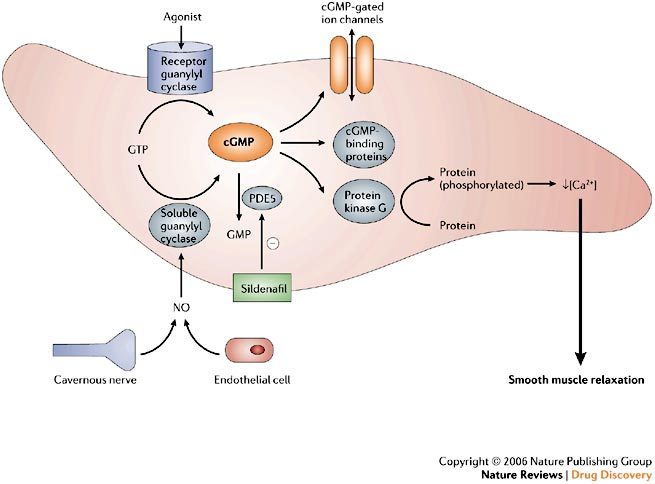 Agonist
cGMP-gated
ion channels
Receptor
guanylyl
cyclase
GTP
cGMP
cGMP-
binding
proteins
Protein
(phosphorylated)
↓[Ca²⁺]
PDE5
Protein
kinase G
Soluble
guanylyl
cyclase
GMP
Protein
−
Sildenafil
NO
Cavernous nerve
Endothelial cell
Smooth muscle relaxation
Copyright © 2006 Nature Publishing Group
Nature Reviews | Drug Discovery